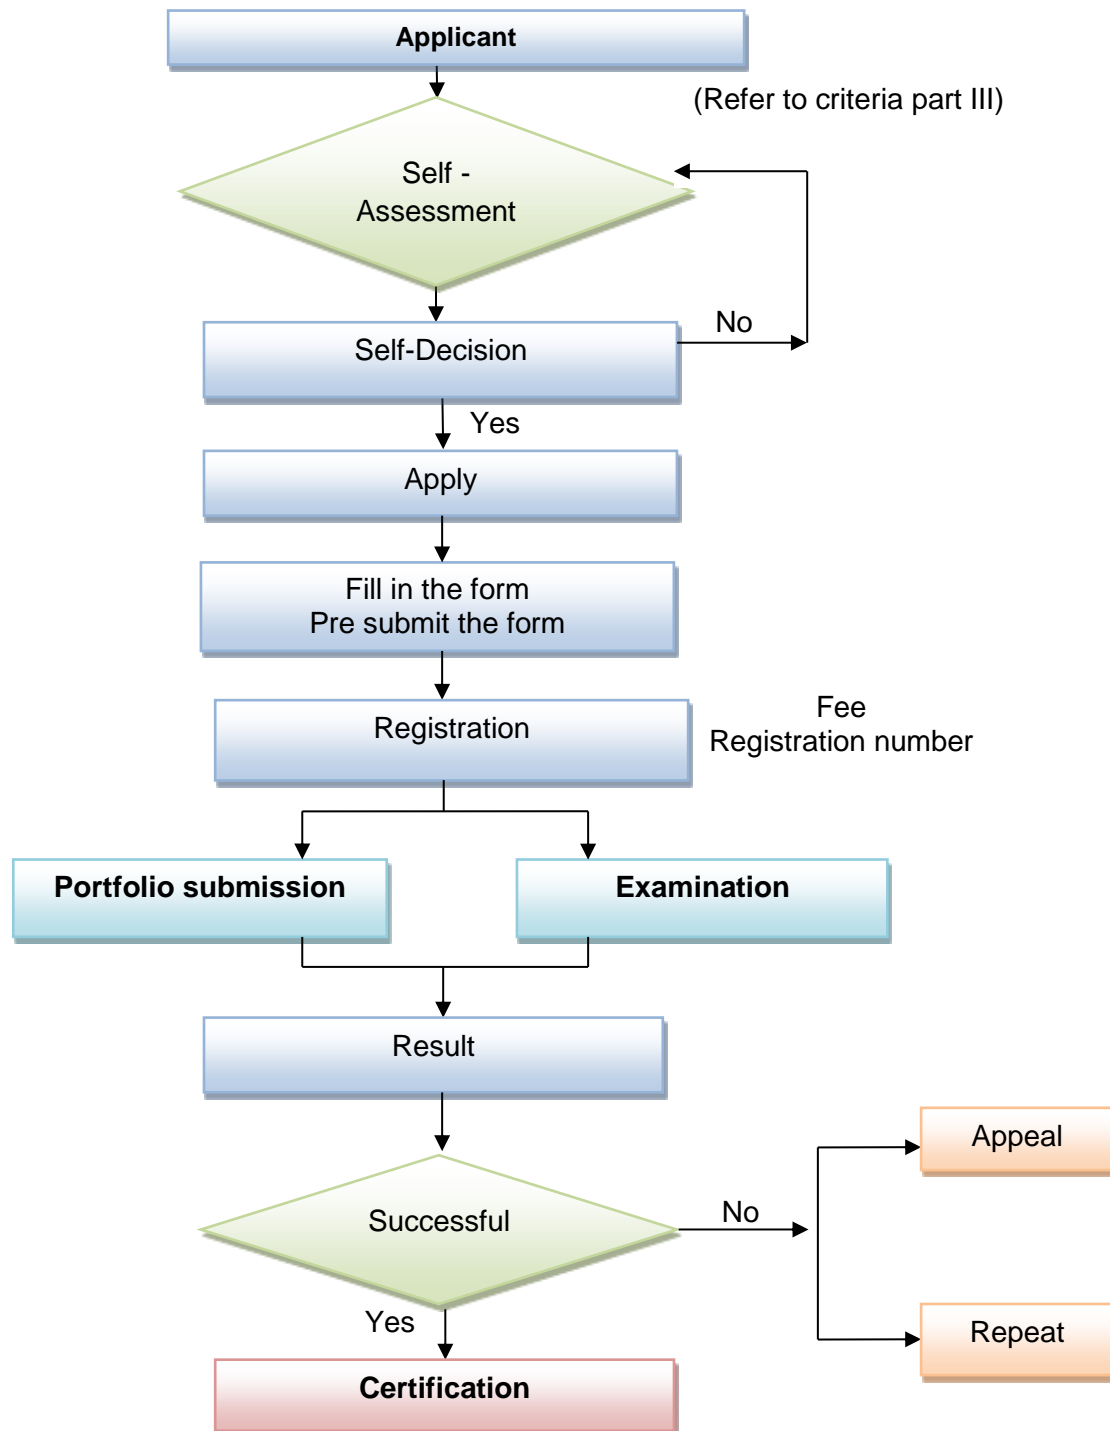 Applicant
(Refer to criteria part III)
Self -
Assessment
No
Self-Decision
Yes
Apply
Fill in the form
Pre submit the form
Registration
Fee
Registration number
Portfolio submission
Examination
Result
Appeal
Successful
No
Yes
Repeat
Certification